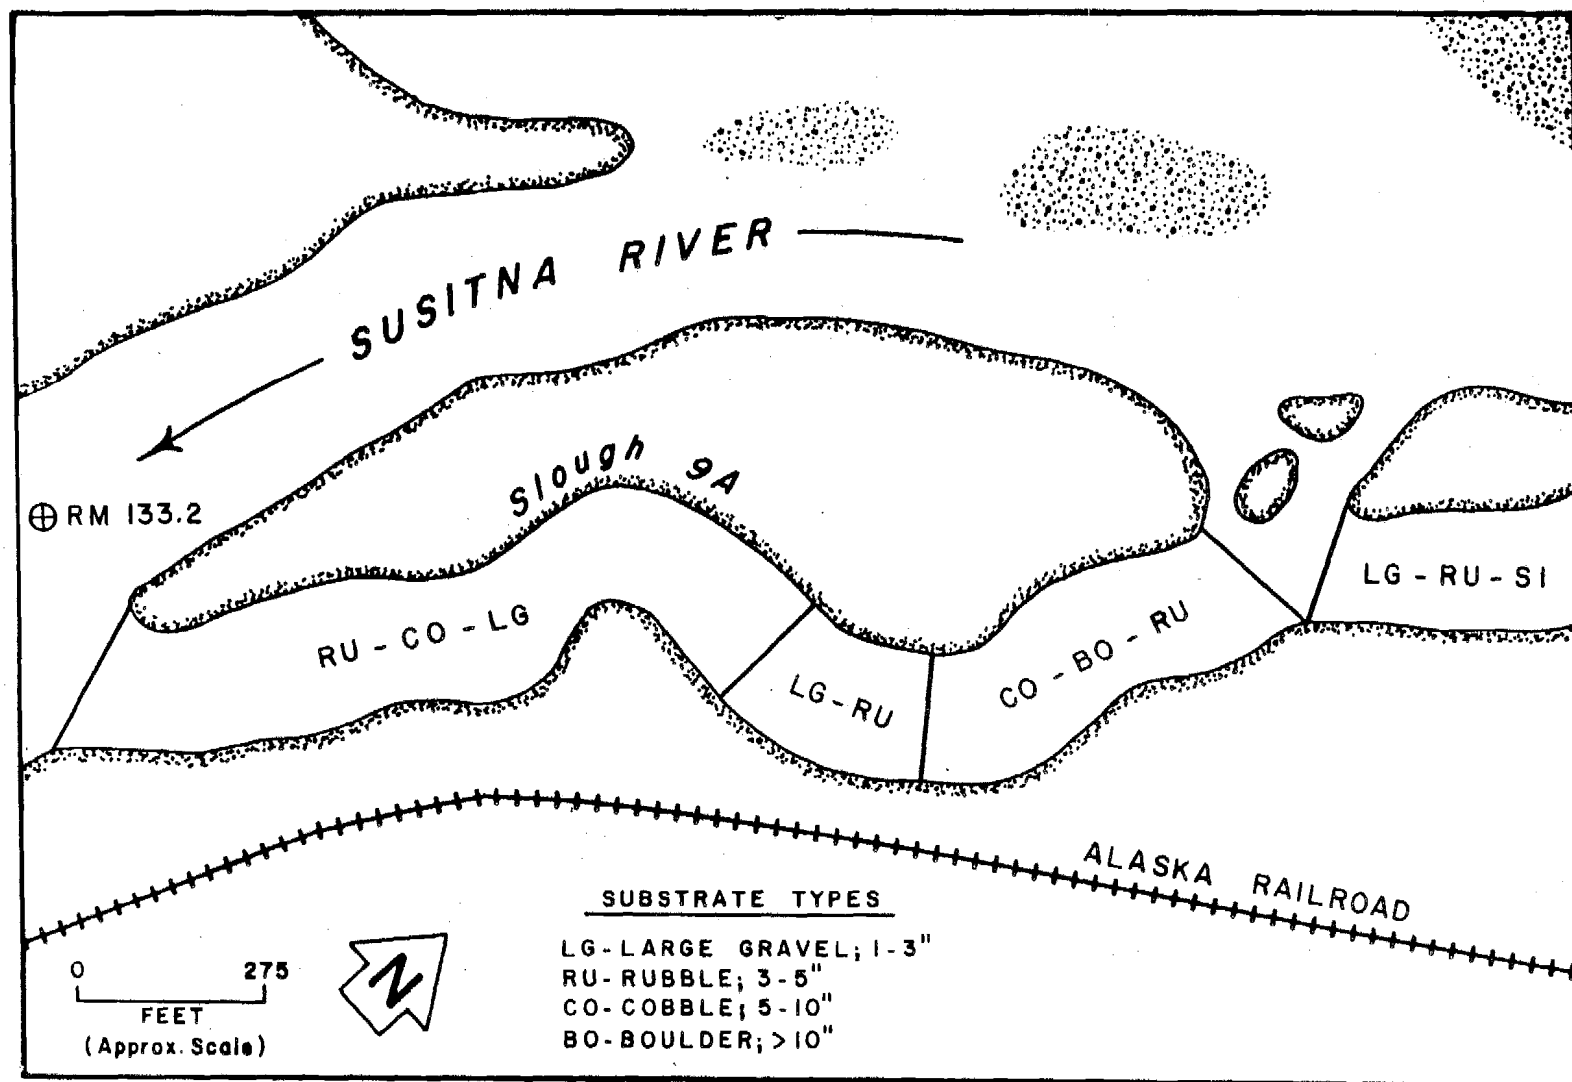 SUSITNA RIVER
Slough 9A
⊕ RM 133.2
LG-RU-SI
RU-CO-LG
CO-BO-RU
LG-RU
ALASKA RAILROAD
SUBSTRATE TYPES
LG-LARGE GRAVEL; 1-3"
RU-RUBBLE; 3-5"
CO-COBBLE; 5-10"
BO-BOULDER; >10"
0 275
FEET
(Approx. Scale)
N